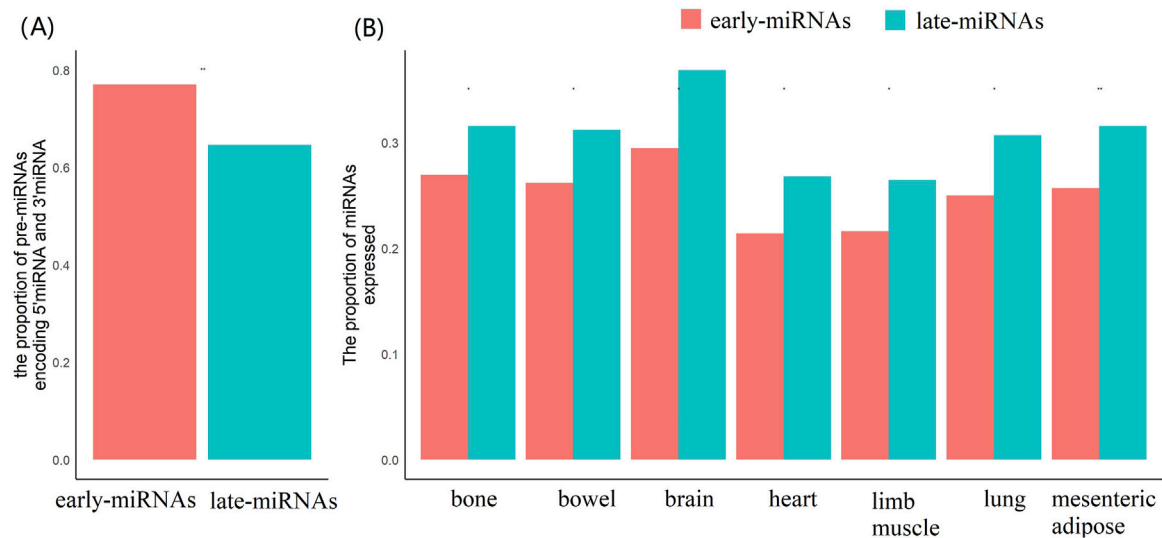 (A)
(B)
early-miRNAs
late-miRNAs
the proportion of pre-miRNAs
encoding 5'miRNA and 3'miRNA
0.8
0.6
0.4
0.2
0.0
early-miRNAs
late-miRNAs
The proportion of miRNAs
expressed
0.3
0.2
0.1
0.0
bone
bowel
brain
heart
limb
muscle
lung
mesenteric
adipose